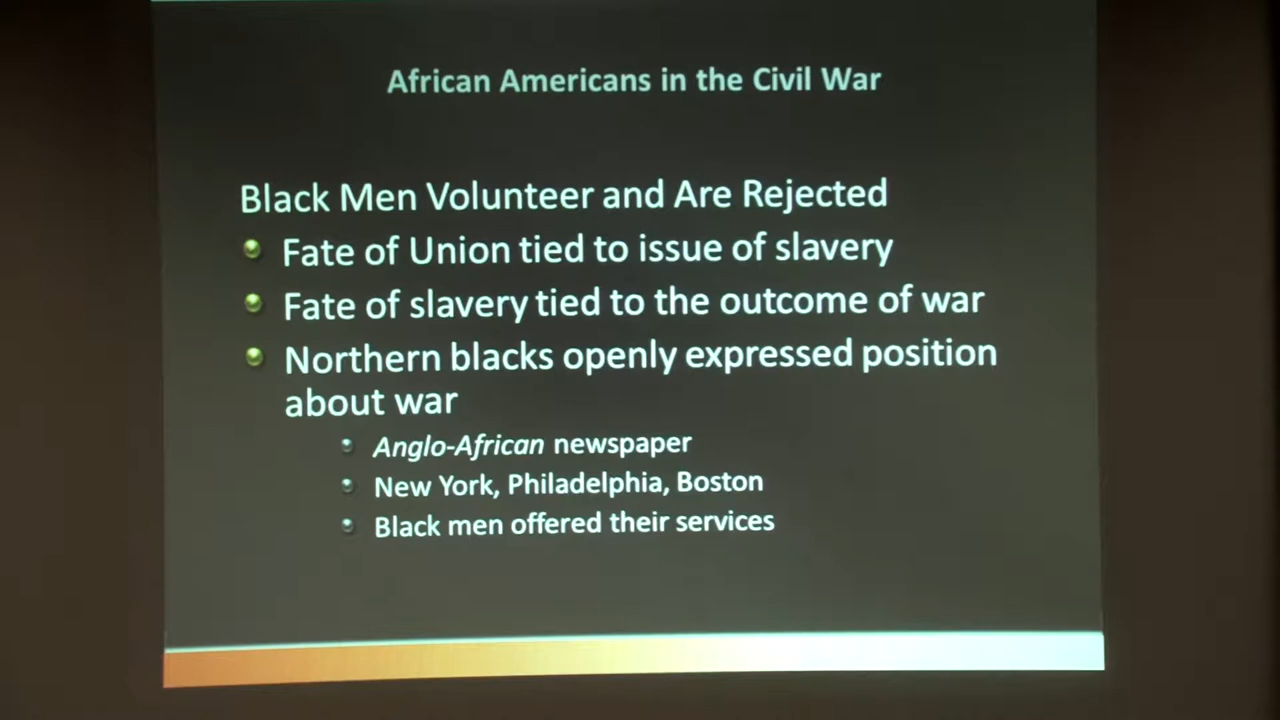 African Americans in the Civil War
Black Men Volunteer and Are Rejected
Fate of Union tied to issue of slavery
Fate of slavery tied to the outcome of war
Northern blacks openly expressed position
about war
Anglo-African newspaper
New York, Philadelphia, Boston
Black men offered their services